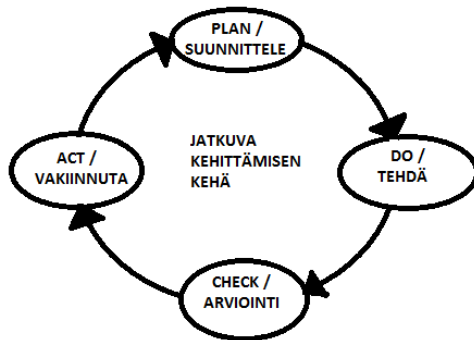 PLAN /
SUUNNITTELE
JATKUVA
KEHITTÄMISEN
KEHÄ
DO /
TEHDÄ
ACT /
VAKIINNUTA
CHECK /
ARVIOINTI